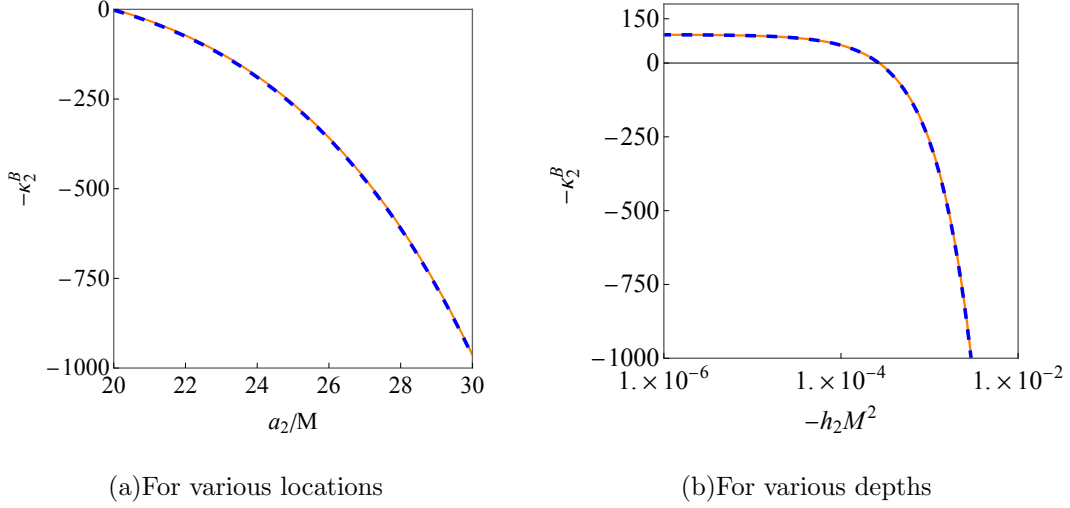 0
−250
−500
−750
−1000
−κ₂ᴮ
20 22 24 26 28 30
a₂/M
(a)For various locations
150
0
−250
−500
−750
−1000
−κ₂ᴮ
1.×10⁻⁶ 1.×10⁻⁴ 1.×10⁻²
−h₂M²
(b)For various depths